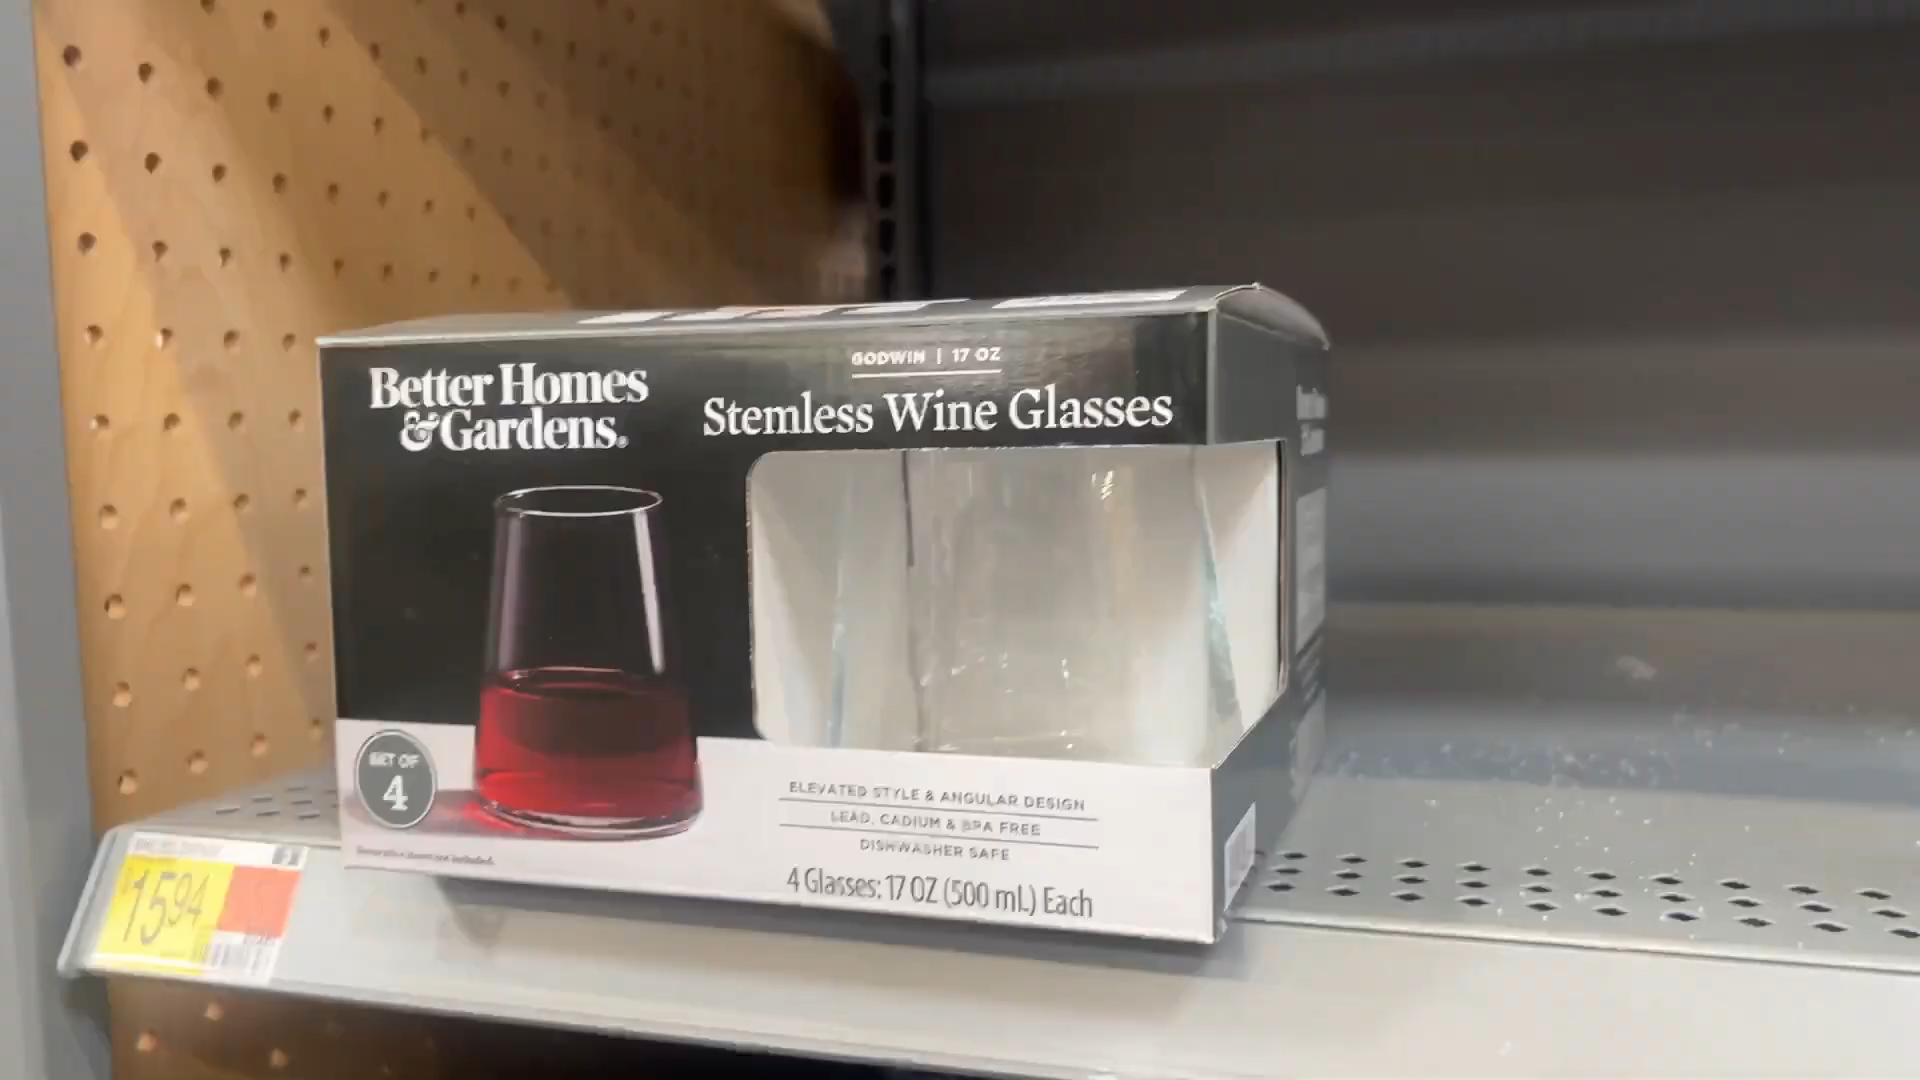 Better Homes
&Gardens®
GODWIN | 17 OZ
Stemless Wine Glasses
SET OF
4
ELEVATED STYLE & ANGULAR DESIGN
LEAD, CADIUM & BPA FREE
DISHWASHER SAFE
4 Glasses: 17 OZ (500 mL) Each
$15.94